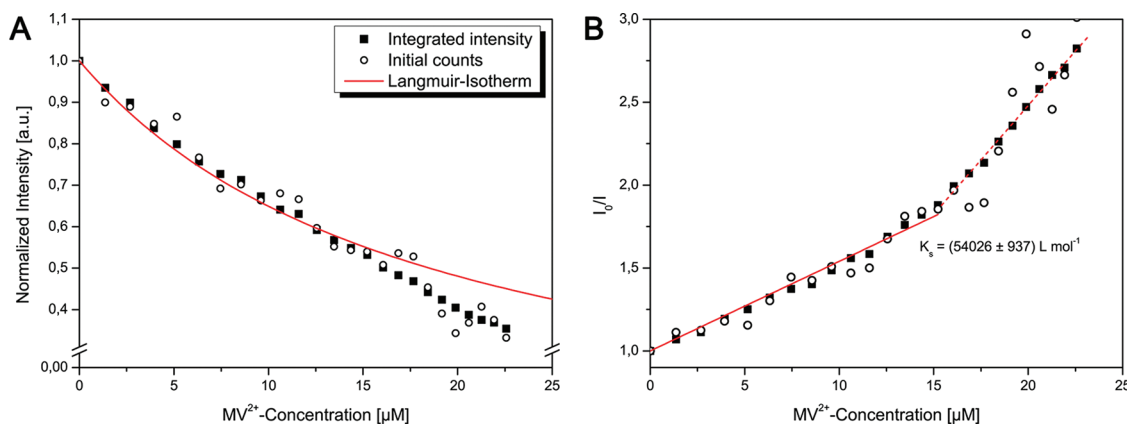 A
1,1
1,0
0,9
0,8
0,7
0,6
0,5
0,4
0,00
Normalized Intensity [a.u.]
Integrated intensity
Initial counts
Langmuir-Isotherm
0 5 10 15 20 25
MV²⁺-Concentration [µM]
B
3,0
2,5
2,0
1,5
1,0
I₀/I
Kₛ = (54026 ± 937) L mol⁻¹
0 5 10 15 20 25
MV²⁺-Concentration [µM]